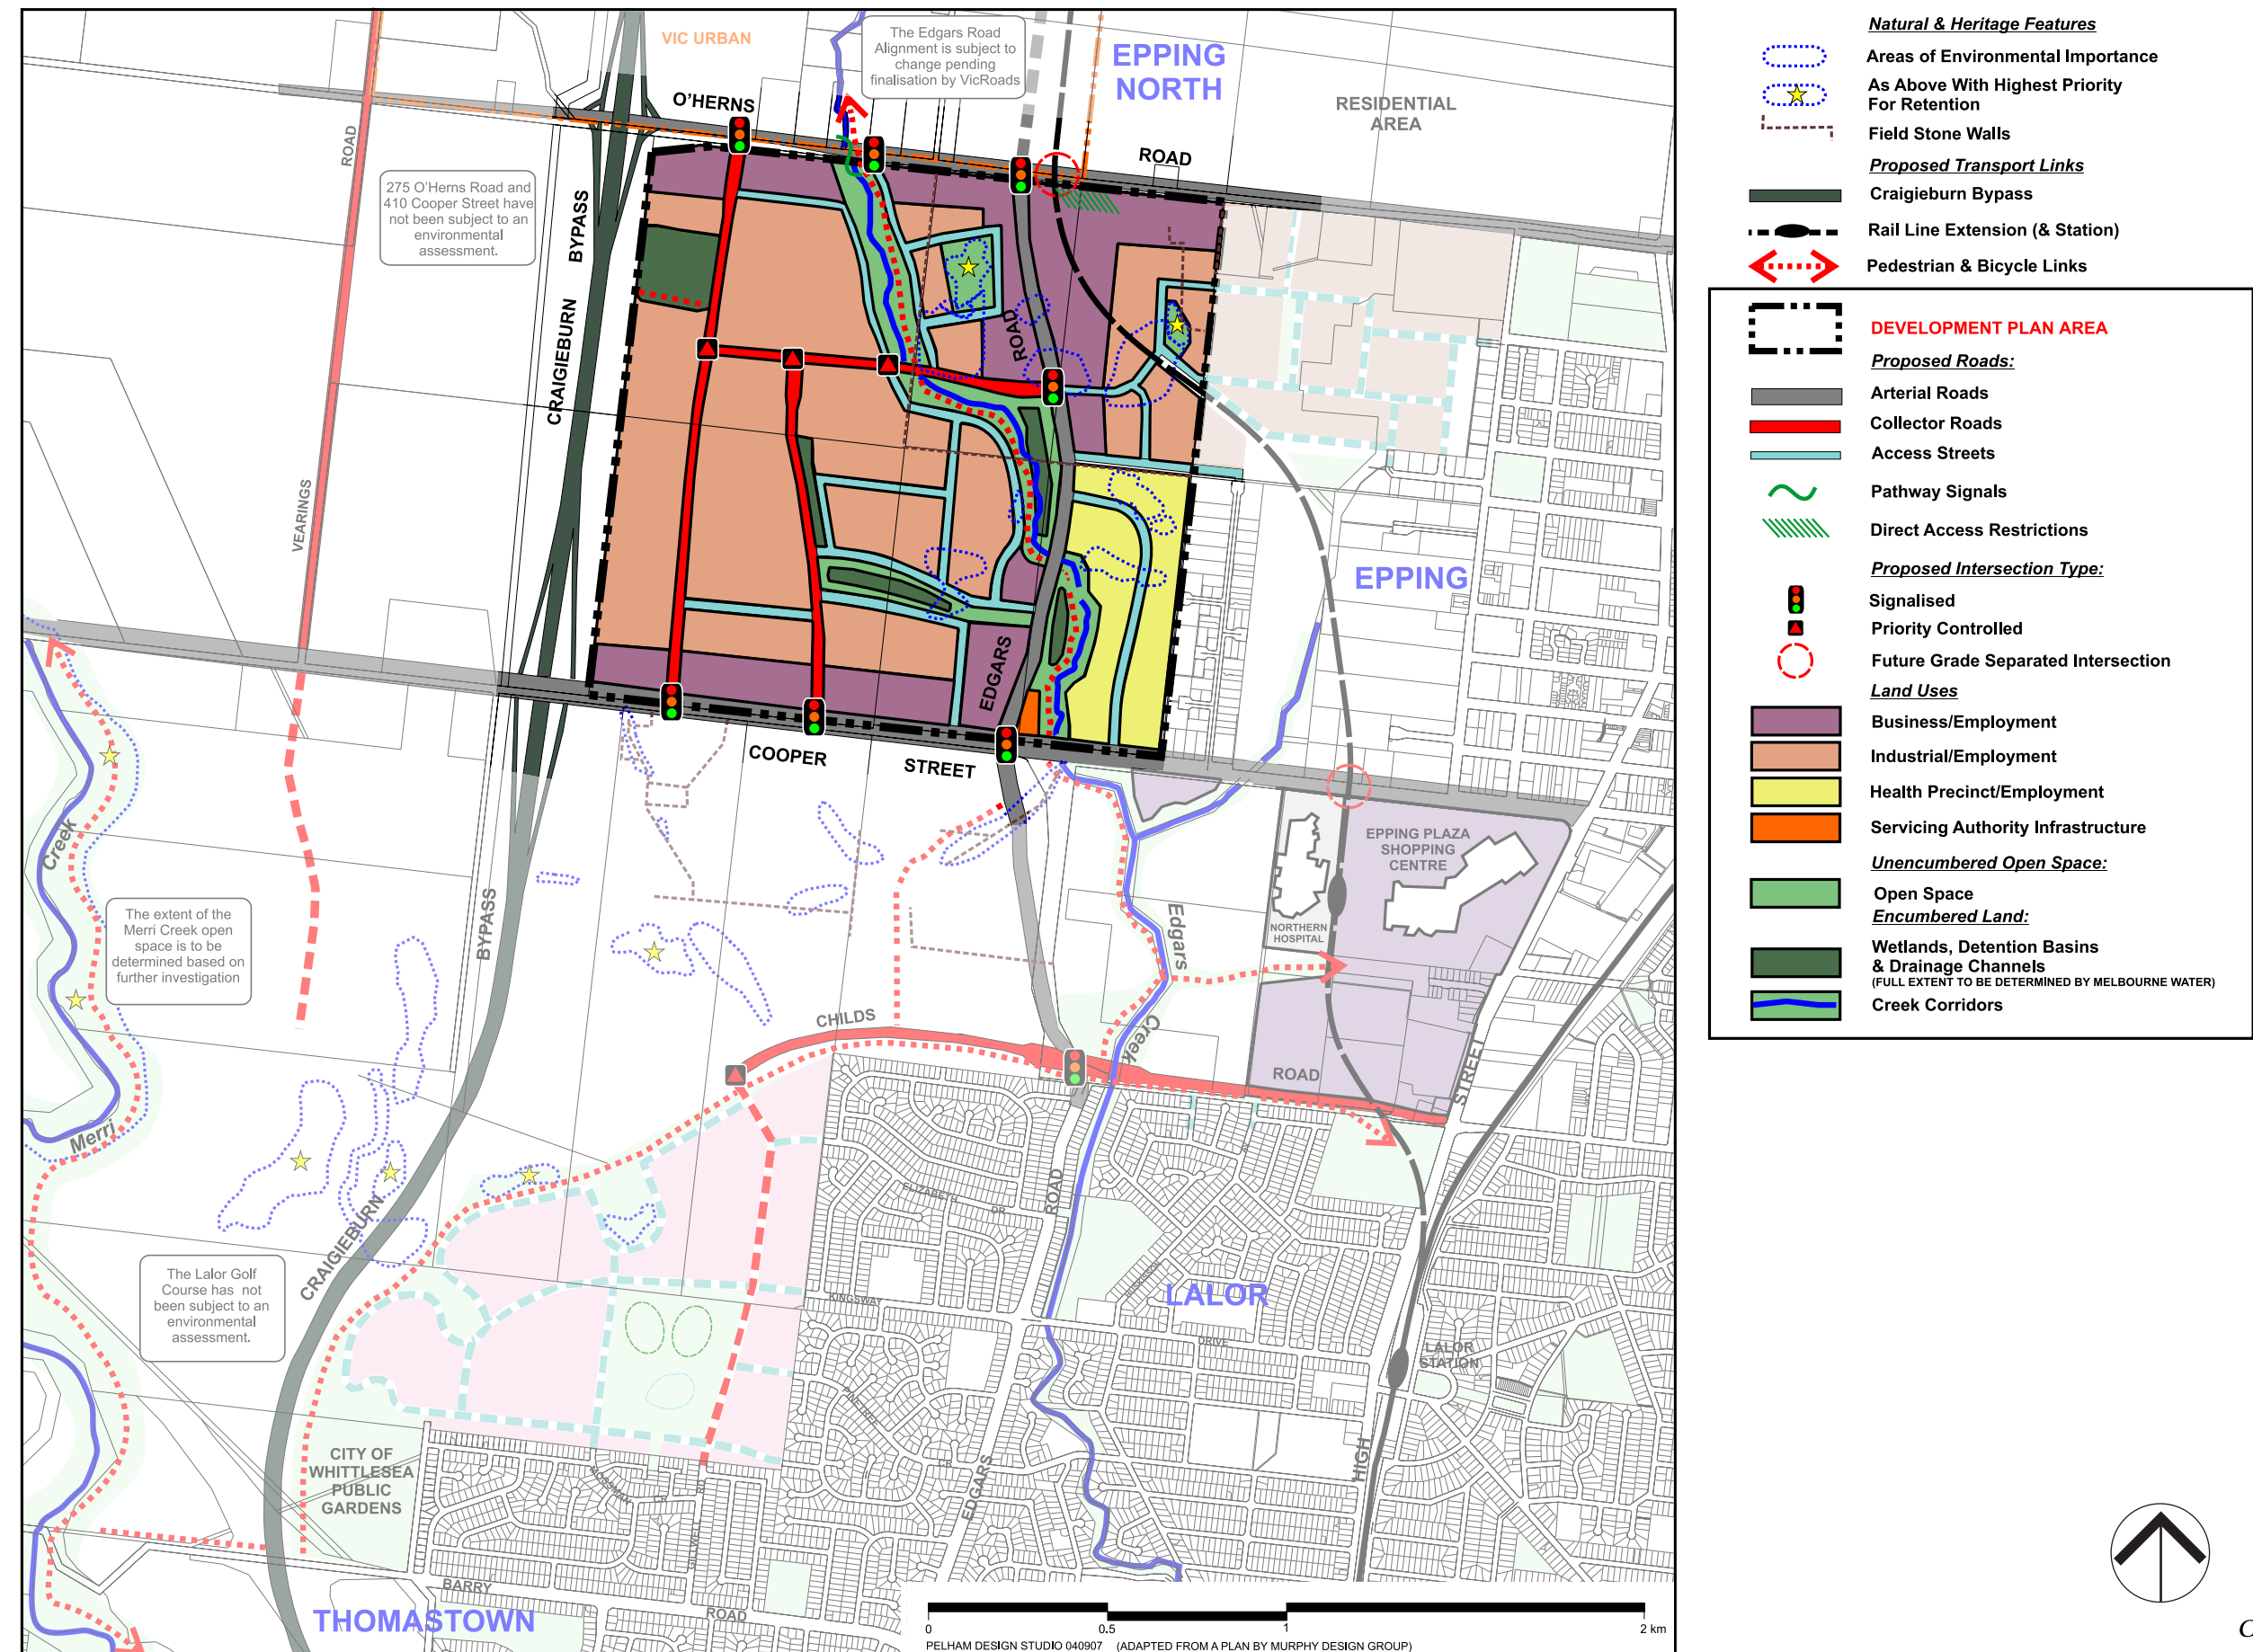 VIC URBAN
The Edgars Road
Alignment is subject to
change pending
finalisation by VicRoads
EPPING
NORTH
O'HERNS
RESIDENTIAL
AREA
ROAD
ROAD
275 O'Herns Road and
410 Cooper Street have
not been subject to an
environmental
assessment.
BYPASS
CRAIGIEBURN
ROAD
VEARINGS
EPPING
EDGARS
COOPER
STREET
Creek
EPPING PLAZA
SHOPPING
CENTRE
BYPASS
The extent of the
Merri Creek open
space is to be
determined based on
further investigation
Edgars
NORTHERN
HOSPITAL
CHILDS
Creek
ROAD
STREET
Merri
ELIZABETH
DR
ROAD
CRAIGIEBURN
The Lalor Golf
Course has not
been subject to an
environmental
assessment.
KINGSWAY
LALOR
DRIVE
LALOR
STATION
PINETREE
CITY OF
WHITTLESEA
PUBLIC
GARDENS
MOSSMAN
CR
RD
CR
EDGARS
HIGH
BARRY
ROAD
THOMASTOWN
0
0.5
1
2 km
PELHAM DESIGN STUDIO 040907 (ADAPTED FROM A PLAN BY MURPHY DESIGN GROUP)
Natural & Heritage Features
Areas of Environmental Importance
As Above With Highest Priority
For Retention
Field Stone Walls
Proposed Transport Links
Craigieburn Bypass
Rail Line Extension (& Station)
Pedestrian & Bicycle Links
DEVELOPMENT PLAN AREA
Proposed Roads:
Arterial Roads
Collector Roads
Access Streets
Pathway Signals
Direct Access Restrictions
Proposed Intersection Type:
Signalised
Priority Controlled
Future Grade Separated Intersection
Land Uses
Business/Employment
Industrial/Employment
Health Precinct/Employment
Servicing Authority Infrastructure
Unencumbered Open Space:
Open Space
Encumbered Land:
Wetlands, Detention Basins
& Drainage Channels
(FULL EXTENT TO BE DETERMINED BY MELBOURNE WATER)
Creek Corridors